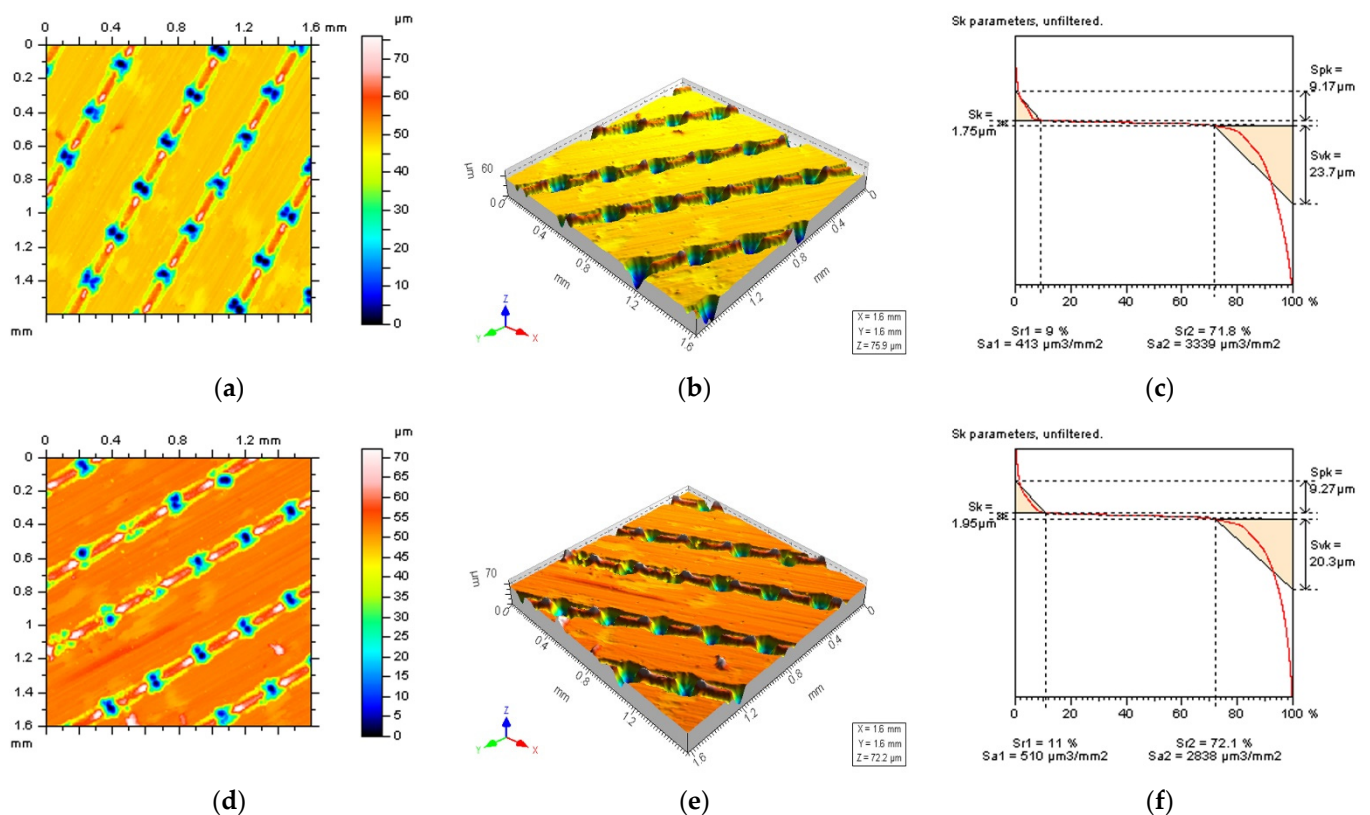 µm
0 0.4 0.8 1.2 1.6 mm
0
0.2
0.4
0.6
0.8
1
1.2
1.4
mm
70
60
50
40
30
20
10
0
(a)
µm
60
0 0
0.4
0.8
1.2
1.6
mm
0
0.4
0.8
1.2
mm
Z
Y
X
X = 1.6 mm
Y = 1.6 mm
Z = 75.9 µm
(b)
Sk parameters, unfiltered.
Spk =
9.17µm
Sk =
1.75µm
Svk =
23.7µm
0 20 40 60 80 100 %
Sr1 = 9 % Sr2 = 71.8 %
Sa1 = 413 µm3/mm2 Sa2 = 3339 µm3/mm2
(c)
0 0.4 0.8 1.2 mm
µm
0
0.2
0.4
0.6
0.8
1
1.2
1.4
1.6
mm
70
65
60
55
50
45
40
35
30
25
20
15
10
5
0
(d)
µm
70
0 0
0.4
0.8
1.2
1.6
mm
0
0.4
0.8
1.2
mm
Z
Y
X
X = 1.6 mm
Y = 1.6 mm
Z = 72.2 µm
(e)
Sk parameters, unfiltered.
Spk =
9.27µm
Sk =
1.95µm
Svk =
20.3µm
0 20 40 60 80 100 %
Sr1 = 11 % Sr2 = 72.1 %
Sa1 = 510 µm3/mm2 Sa2 = 2838 µm3/mm2
(f)